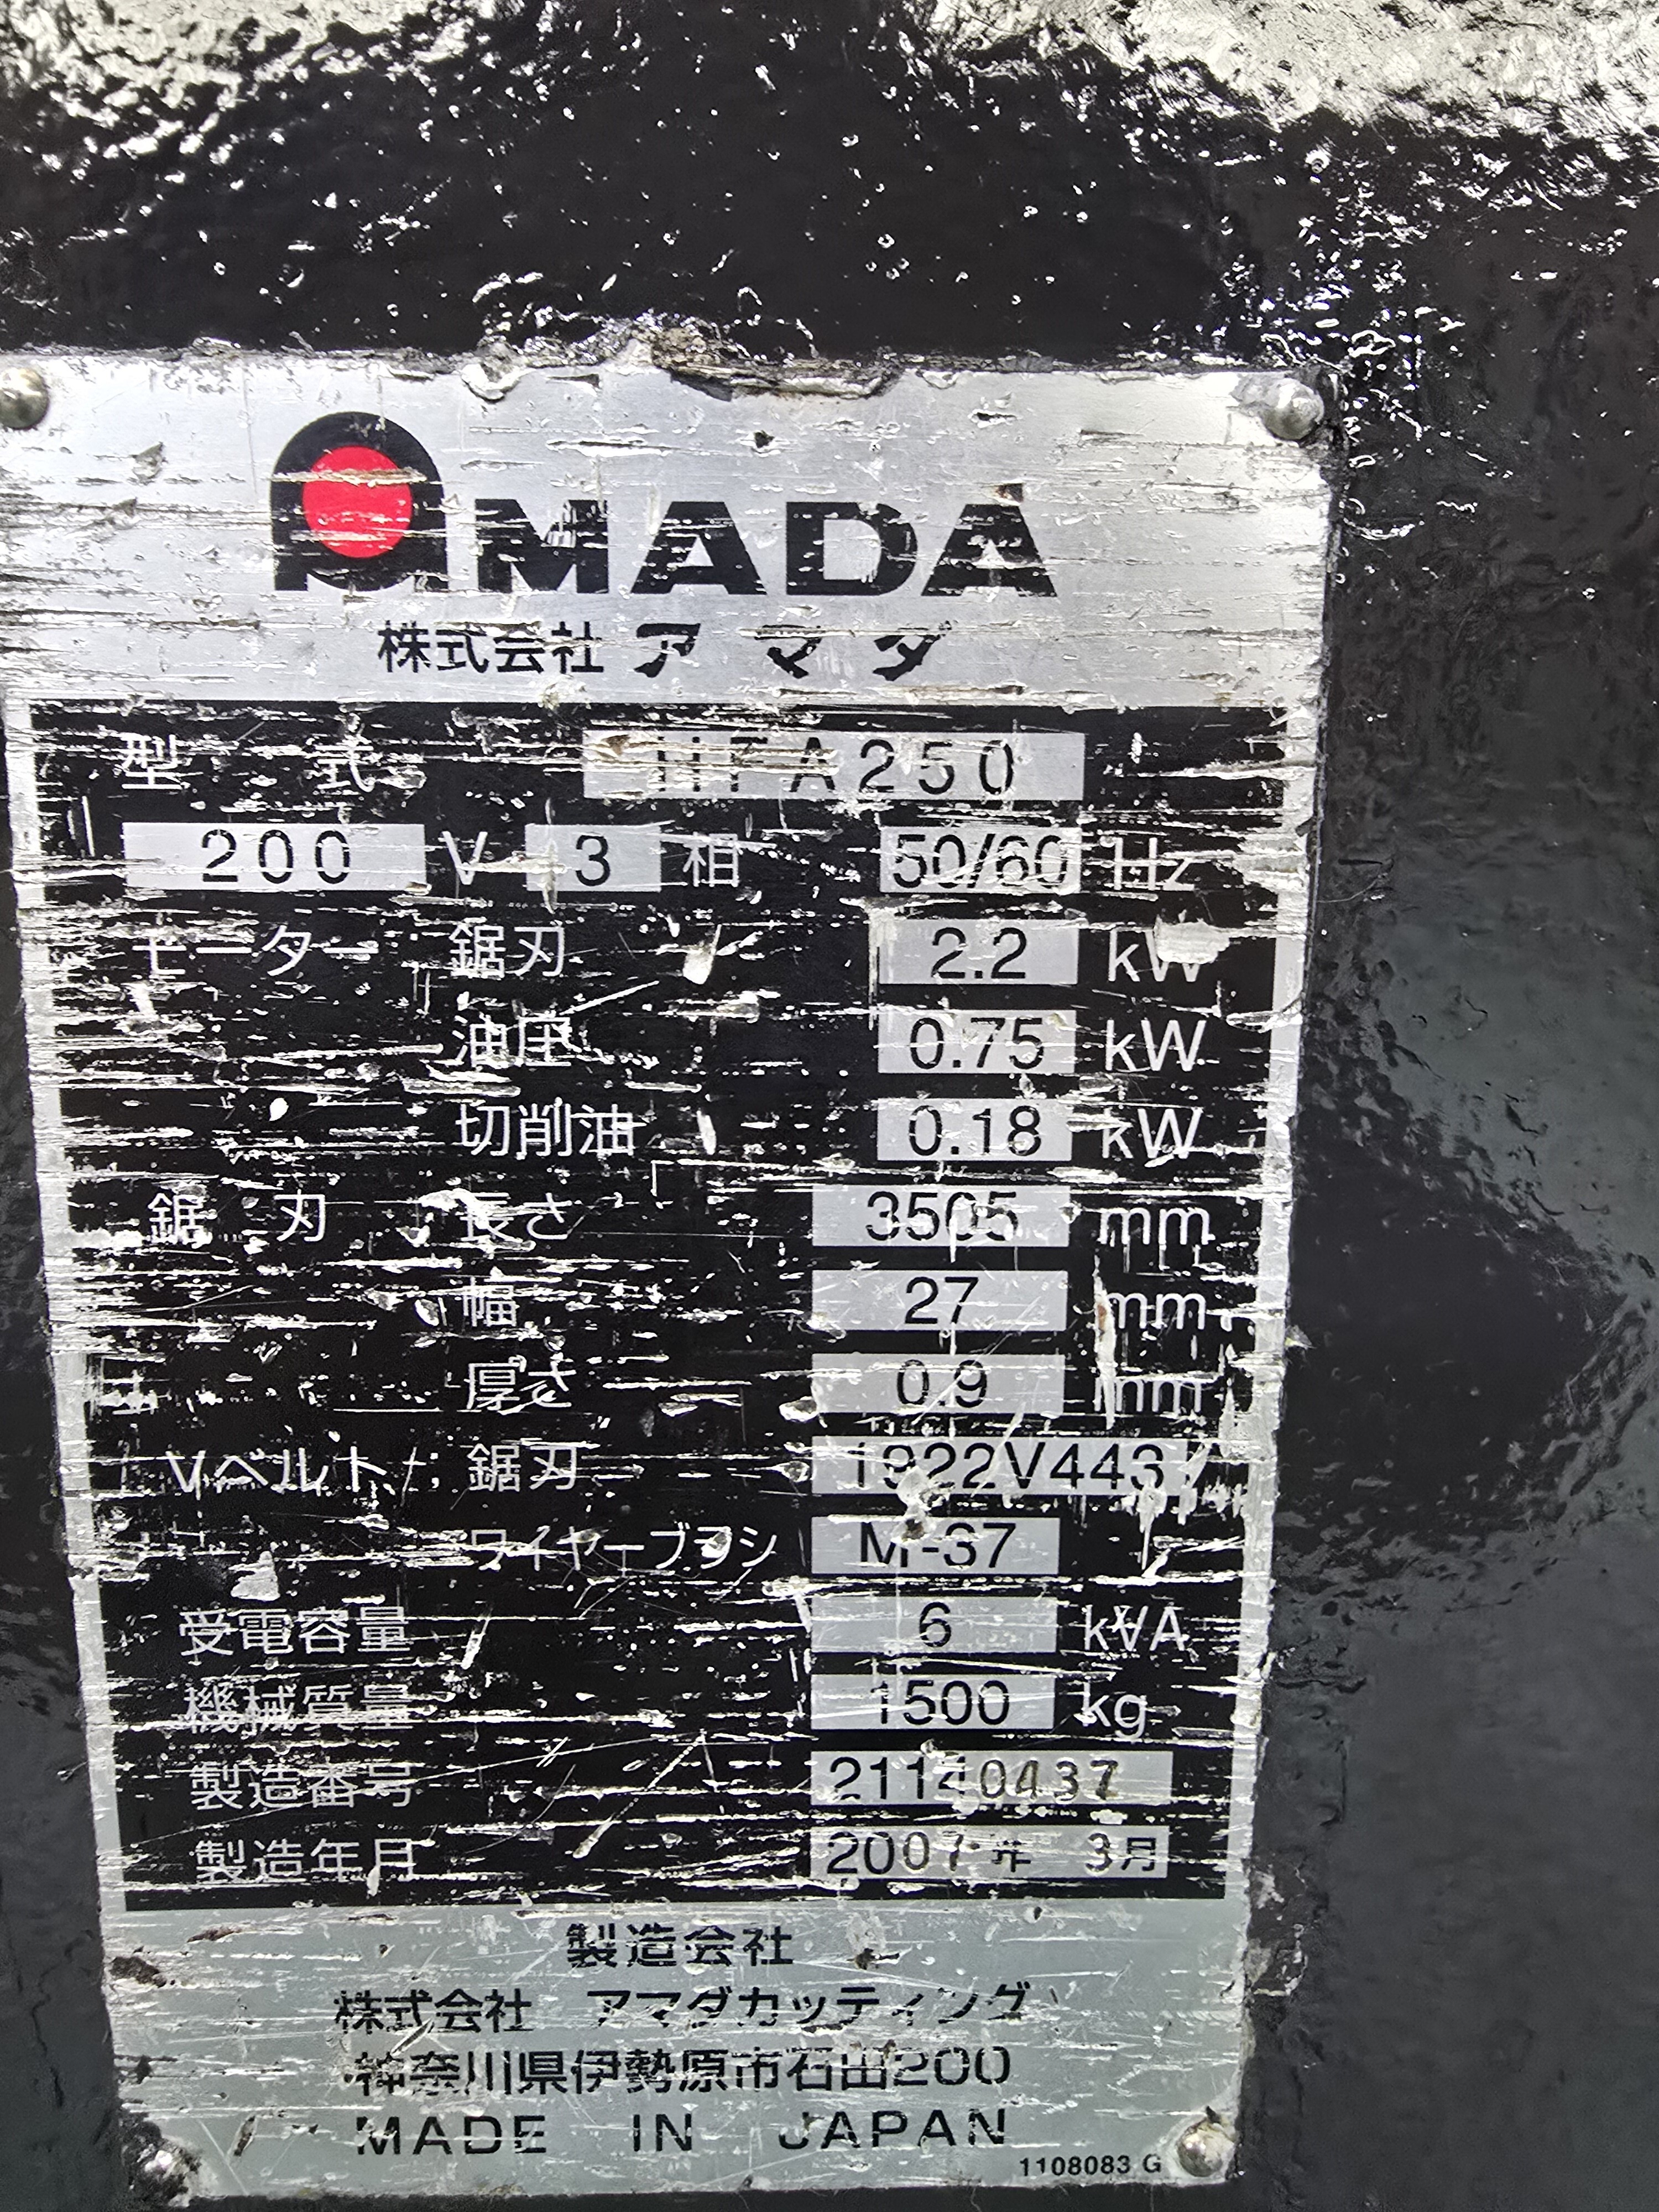 AMADA
株式会社 アマダ
型式 HFA250
200 V 3 相 50/60 Hz
モーター 鋸刃 2.2 kW
油圧 0.75 kW
切削油 0.18 kW
鋸刃 長さ 3505 mm
幅 27 mm
厚さ 0.9 mm
Vベルト 鋸刃 1922V443
ワイヤーブラシ M-37
受電容量 6 kVA
機械質量 1500 kg
製造番号 21140437
製造年月 2007年 3月
製造会社
株式会社 アマダカッティング
神奈川県伊勢原市石田200
MADE IN JAPAN
1108083 G